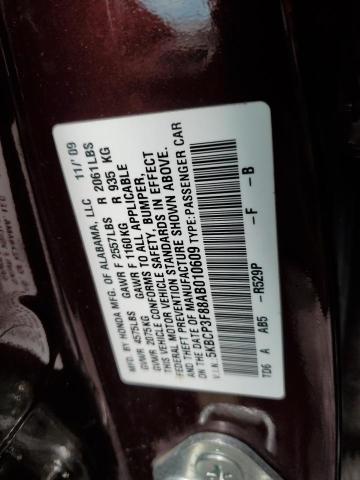 MFD. BY HONDA MFG. OF ALABAMA, LLC 11/'09
GVWR 4575LBS GAWR F 2557LBS R 2061LBS
GVWR 2075KG GAWR F 1160KG R 935 KG
THIS VEHICLE CONFORMS TO ALL APPLICABLE
FEDERAL MOTOR VEHICLE SAFETY, BUMPER,
AND THEFT PREVENTION STANDARDS IN EFFECT
ON THE DATE OF MANUFACTURE SHOWN ABOVE.
V.I.N. 5KBCP3F88AB010609 TYPE:PASSENGER CAR
TD6 A AB5 -R529P -F -B